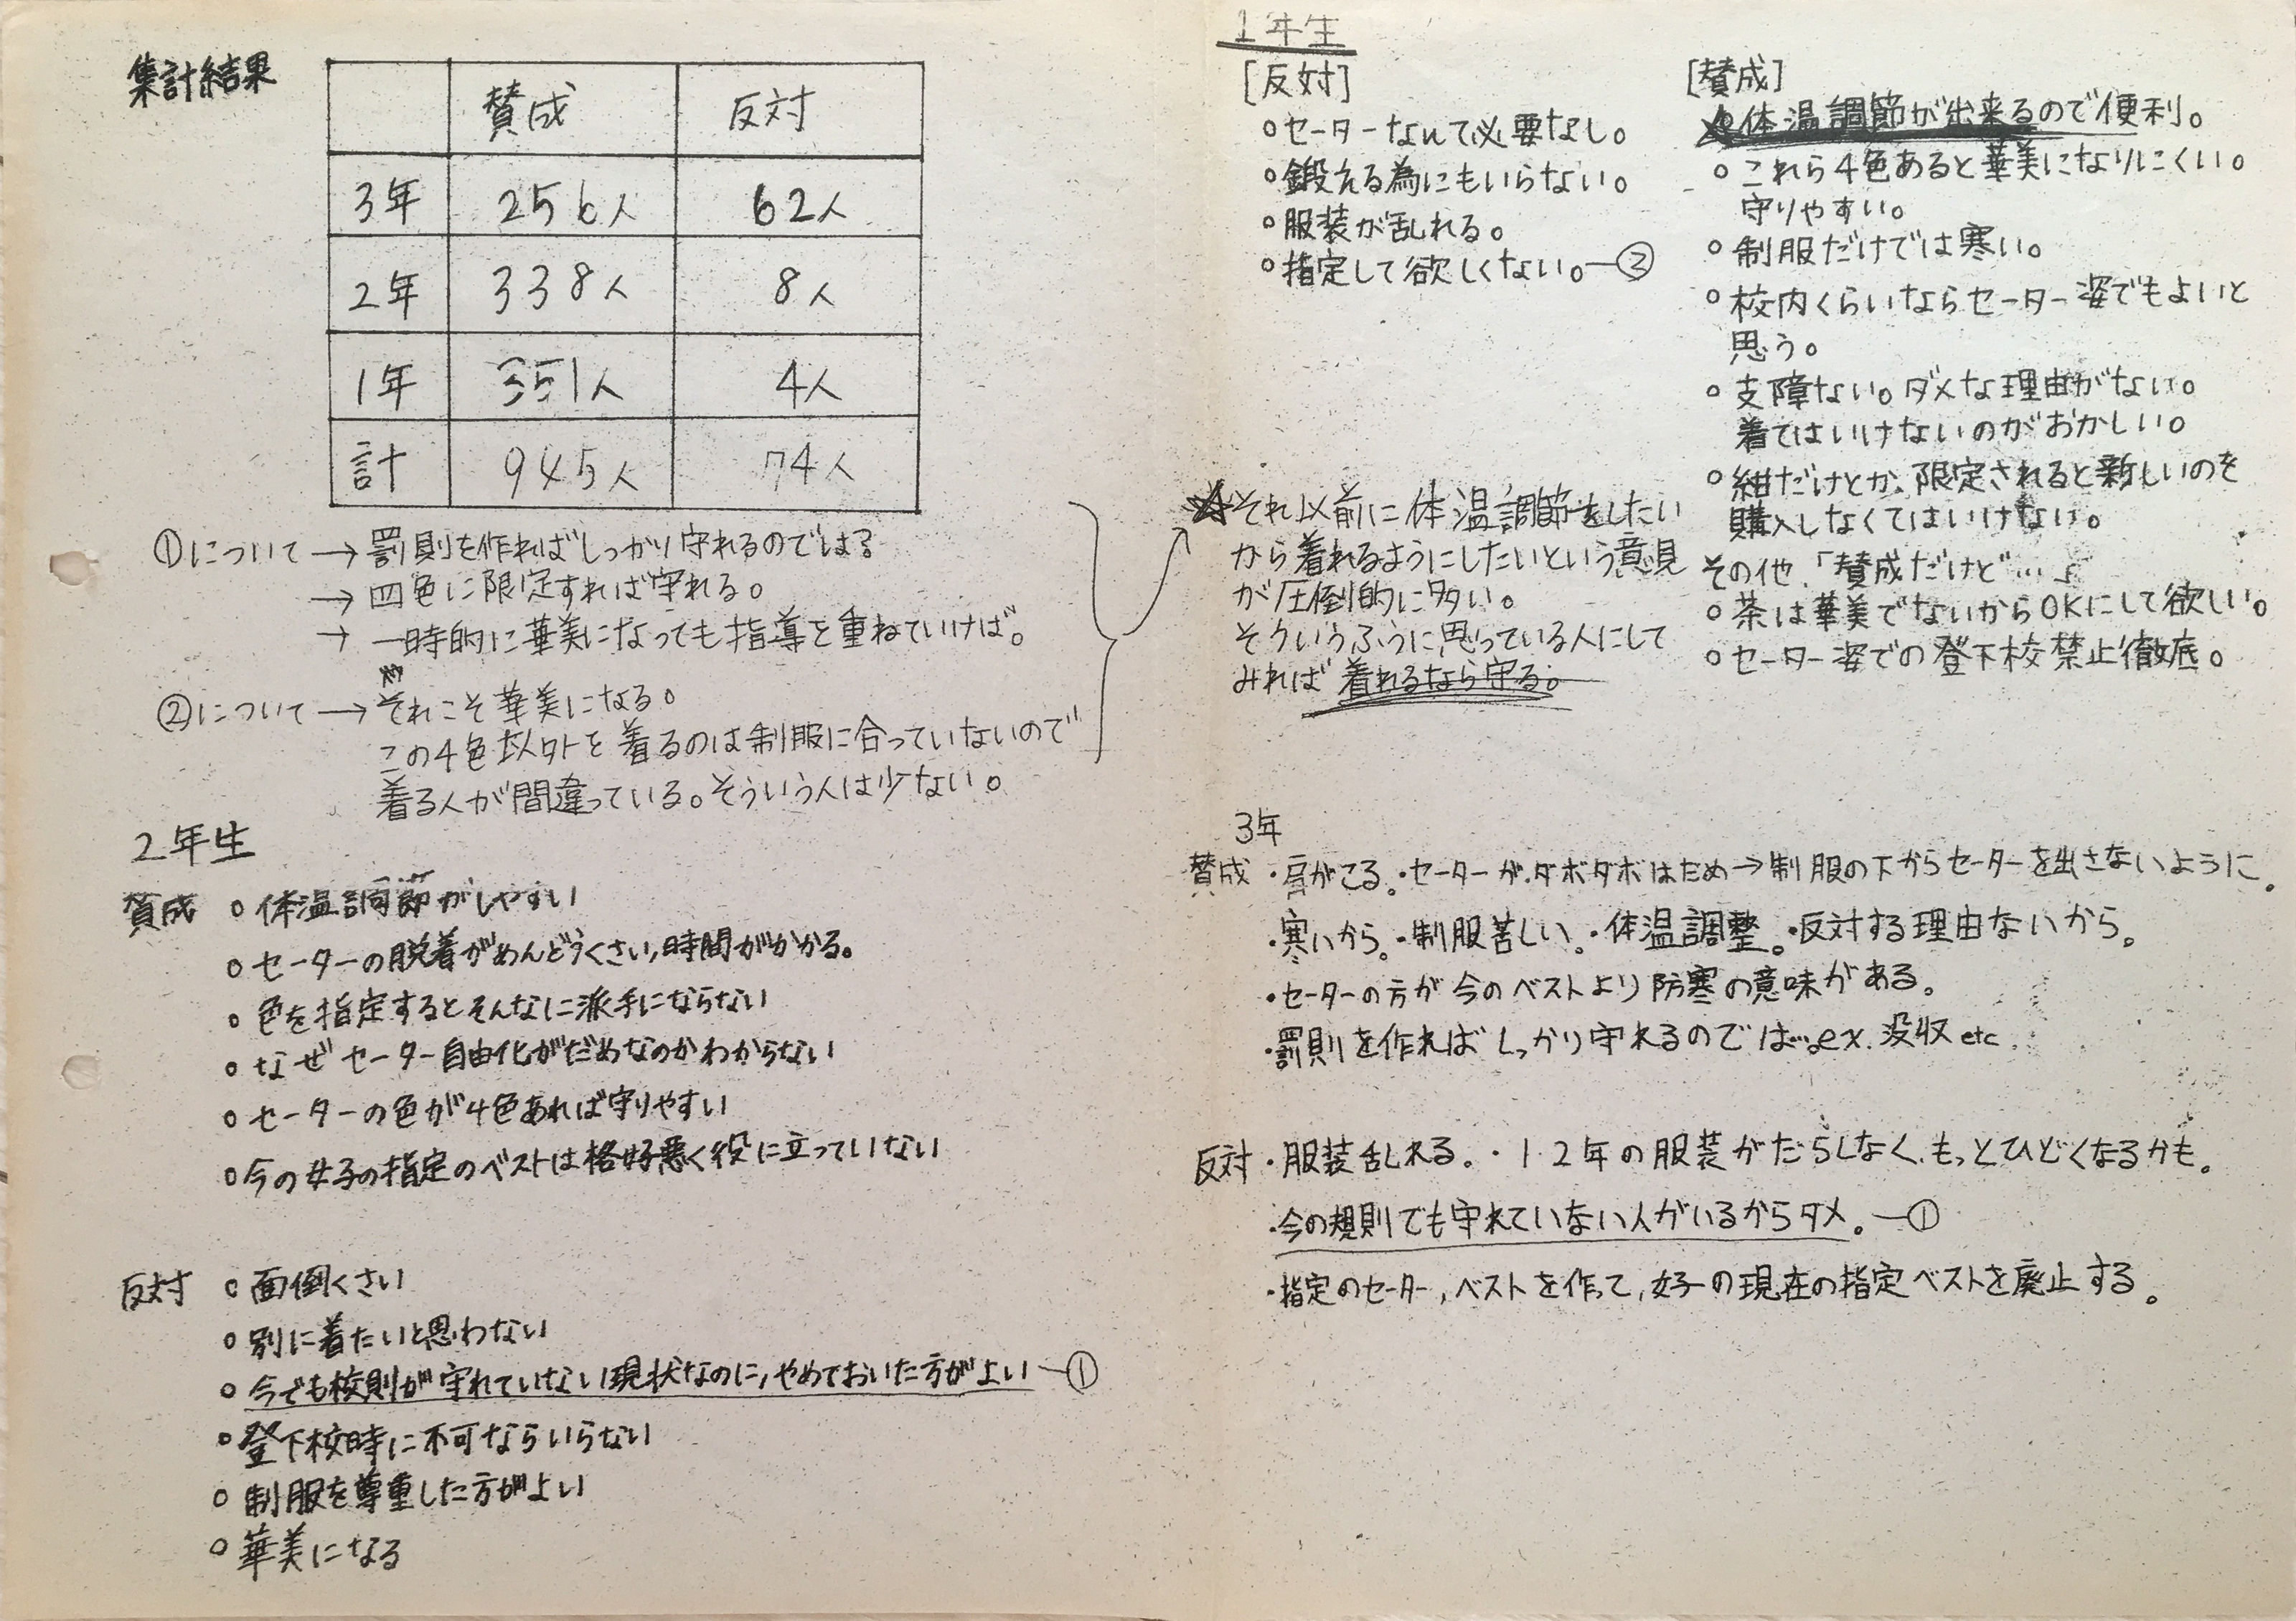 集計結果
賛成 反対
3年 256人 62人
2年 338人 8人
1年 351人 4人
計 945人 74人
①について→罰則を作ればしっかり守れるのでは?
→四色に限定すれば守れる。
→一時的に華美になっても指導を重ねていけば。
②について→それこそ華美になる。
この4色以外を着るのは制服に合っていないので
着る人が間違っている。そういう人は少ない。
2年生
賛成 ○体温調節がしやすい
○セーターの脱着がめんどうくさい,時間がかかる。
○色を指定するとそんなに派手にならない
○なぜセーター自由化がだめなのかわからない
○セーターの色が4色あれば守りやすい
○今の女子の指定のベストは格好悪く役に立っていない
反対 ○面倒くさい
○別に着たいと思わない
○今でも校則が守れていない現状なのに,やめておいた方がよい―①
○登下校時に不可ならいらない
○制服を尊重した方がよい
○華美になる
1年生
[反対]
○セーターなんて必要なし。
○鍛える為にもいらない。
○服装が乱れる。
○指定して欲しくない。―②
[賛成]
☆体温調節が出来るので便利。
○これら4色あると華美になりにくい。
守りやすい。
○制服だけでは寒い。
○校内くらいならセーター姿でもよいと
思う。
○支障ない。ダメな理由がない。
着てはいけないのがおかしい。
○紺だけとか、限定されると新しいのを
購入しなくてはいけない。
その他、「賛成だけど…」
○茶は華美でないからOKにして欲しい。
○セーター姿での登下校禁止徹底。
☆それ以前に体温調節をしたい
から着れるようにしたいという意見
が圧倒的に多い。
そういうふうに思っている人にして
みれば着れるなら守る。
3年
賛成 ・肩がこる。・セーターが、ダボダボはだめ→制服の下からセーターを出さないように。
・寒いから。・制服苦しい。・体温調整。・反対する理由ないから。
・セーターの方が今のベストより防寒の意味がある。
・罰則を作ればしっかり守れるのでは…ex.没収etc
反対・服装乱れる。・1・2年の服装がだらしなく、もっとひどくなるかも。
・今の規則でも守れていない人がいるからダメ。―①
・指定のセーター,ベストを作って,女子の現在の指定ベストを廃止する。